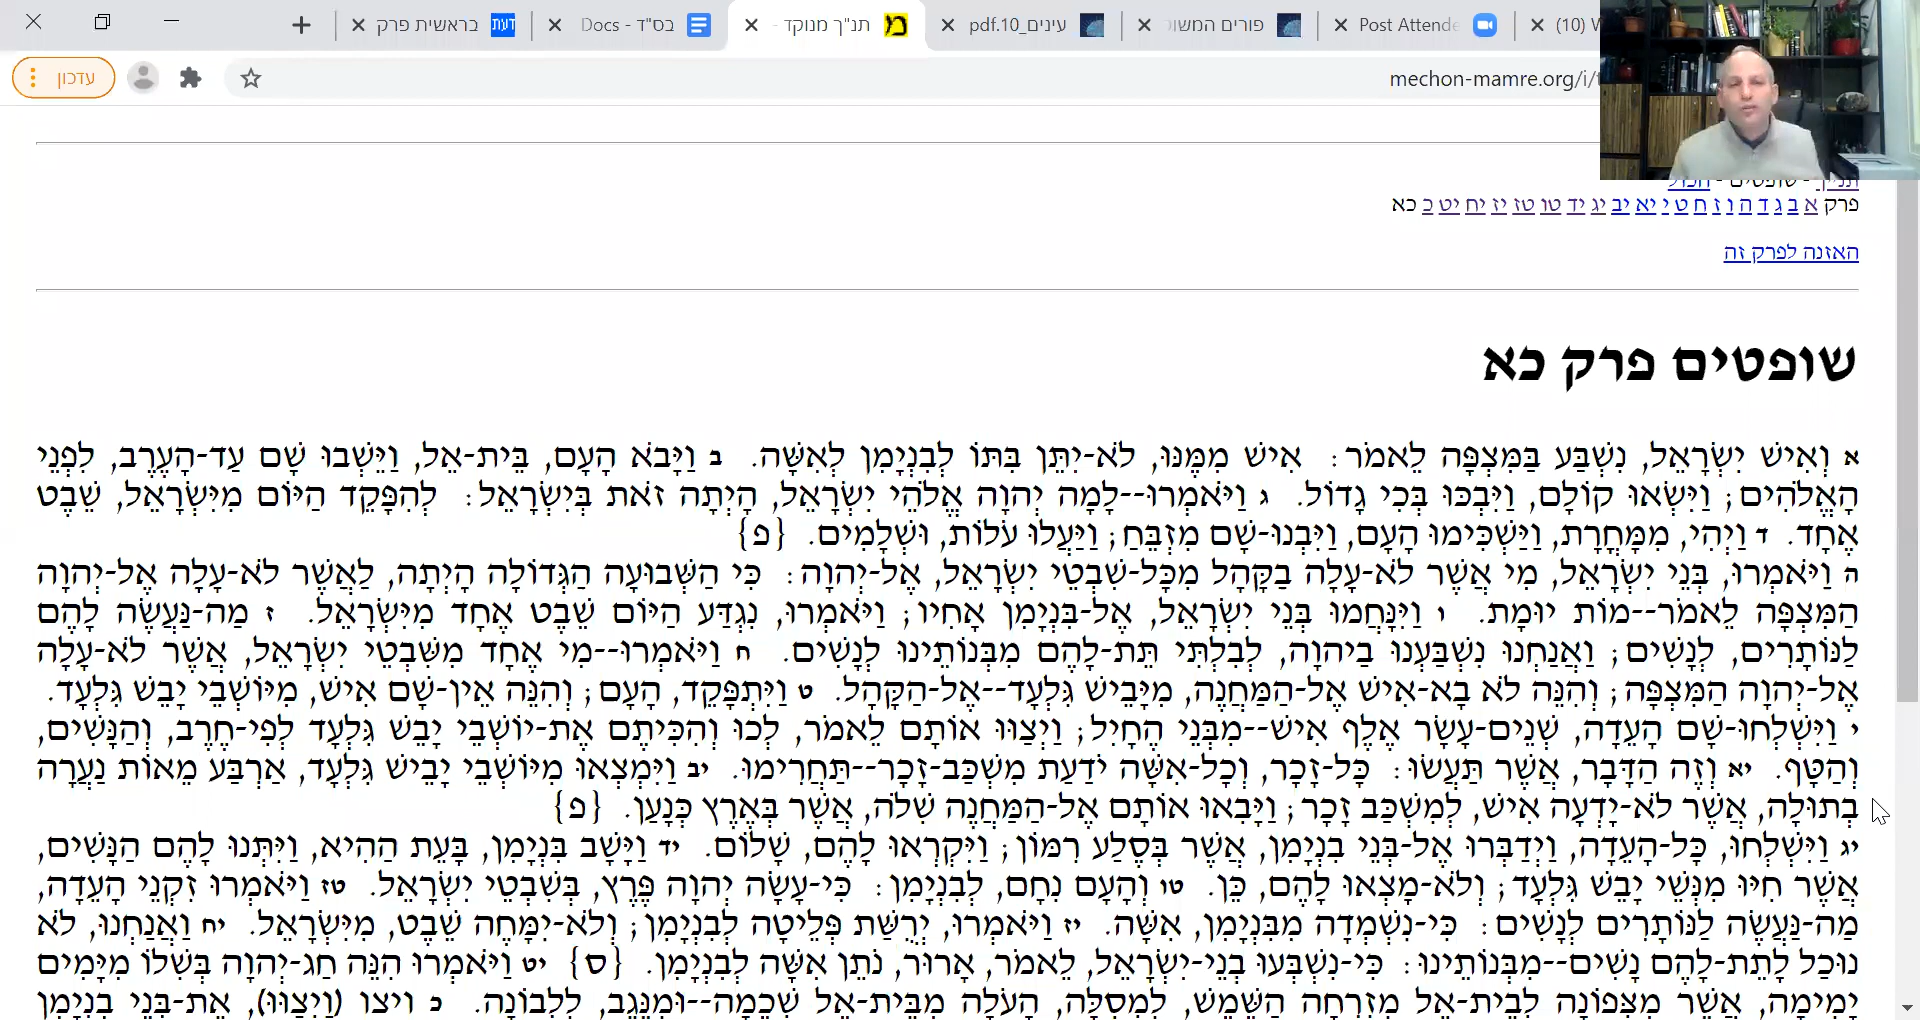 בראשית פרק
בס"ד - Docs
תנ"ך מנוקד -
עינים_10.pdf
פורים המשוכ
Post Attende
(10)
עדכון
mechon-mamre.org/i/t
תנ"ך - שופטים - הכול
פרק א ב ג ד ה ו ז ח ט י יא יב יג יד טו טז יז יח יט כ כא
האזנה לפרק זה
שופטים פרק כא
א וְאִישׁ יִשְׂרָאֵל, נִשְׁבַּע בַּמִּצְפָּה לֵאמֹר: אִישׁ מִמֶּנּוּ, לֹא-יִתֵּן בִּתּוֹ לְבִנְיָמִן לְאִשָּׁה. ב וַיָּבֹא הָעָם, בֵּית-אֵל, וַיֵּשְׁבוּ שָׁם עַד-הָעֶרֶב, לִפְנֵי
הָאֱלֹהִים; וַיִּשְׂאוּ קוֹלָם, וַיִּבְכּוּ בְּכִי גָדוֹל. ג וַיֹּאמְרוּ--לָמָה יְהוָה אֱלֹהֵי יִשְׂרָאֵל, הָיְתָה זֹאת בְּיִשְׂרָאֵל: לְהִפָּקֵד הַיּוֹם מִיִּשְׂרָאֵל, שֵׁבֶט
אֶחָד. ד וַיְהִי, מִמָּחֳרָת, וַיַּשְׁכִּימוּ הָעָם, וַיִּבְנוּ-שָׁם מִזְבֵּחַ; וַיַּעֲלוּ עֹלוֹת, וּשְׁלָמִים. {פ}
ה וַיֹּאמְרוּ, בְּנֵי יִשְׂרָאֵל, מִי אֲשֶׁר לֹא-עָלָה בַקָּהָל מִכָּל-שִׁבְטֵי יִשְׂרָאֵל, אֶל-יְהוָה: כִּי הַשְּׁבוּעָה הַגְּדוֹלָה הָיְתָה, לַאֲשֶׁר לֹא-עָלָה אֶל-יְהוָה
הַמִּצְפָּה לֵאמֹר--מוֹת יוּמָת. ו וַיִּנָּחֲמוּ בְּנֵי יִשְׂרָאֵל, אֶל-בִּנְיָמִן אָחִיו; וַיֹּאמְרוּ, נִגְדַּע הַיּוֹם שֵׁבֶט אֶחָד מִיִּשְׂרָאֵל. ז מַה-נַּעֲשֶׂה לָהֶם
לַנּוֹתָרִים, לְנָשִׁים; וַאֲנַחְנוּ נִשְׁבַּעְנוּ בַיהוָה, לְבִלְתִּי תֵּת-לָהֶם מִבְּנוֹתֵינוּ לְנָשִׁים. ח וַיֹּאמְרוּ--מִי אֶחָד מִשִּׁבְטֵי יִשְׂרָאֵל, אֲשֶׁר לֹא-עָלָה
אֶל-יְהוָה הַמִּצְפָּה; וְהִנֵּה לֹא בָא-אִישׁ אֶל-הַמַּחֲנֶה, מִיָּבֵישׁ גִּלְעָד--אֶל-הַקָּהָל. ט וַיִּתְפָּקֵד, הָעָם; וְהִנֵּה אֵין-שָׁם אִישׁ, מִיּוֹשְׁבֵי יָבֵשׁ גִּלְעָד.
י וַיִּשְׁלְחוּ-שָׁם הָעֵדָה, שְׁנֵים-עָשָׂר אֶלֶף אִישׁ--מִבְּנֵי הֶחָיִל; וַיְצַוּוּ אוֹתָם לֵאמֹר, לְכוּ וְהִכִּיתֶם אֶת-יוֹשְׁבֵי יָבֵשׁ גִּלְעָד לְפִי-חֶרֶב, וְהַנָּשִׁים,
וְהַטָּף. יא וְזֶה הַדָּבָר, אֲשֶׁר תַּעֲשׂוּ: כָּל-זָכָר, וְכָל-אִשָּׁה יֹדַעַת מִשְׁכַּב-זָכָר--תַּחֲרִימוּ. יב וַיִּמְצְאוּ מִיּוֹשְׁבֵי יָבֵישׁ גִּלְעָד, אַרְבַּע מֵאוֹת נַעֲרָה
בְתוּלָה, אֲשֶׁר לֹא-יָדְעָה אִישׁ, לְמִשְׁכַּב זָכָר; וַיָּבִאוּ אוֹתָם אֶל-הַמַּחֲנֶה שִׁלֹה, אֲשֶׁר בְּאֶרֶץ כְּנָעַן. {פ}
יג וַיִּשְׁלְחוּ, כָּל-הָעֵדָה, וַיְדַבְּרוּ אֶל-בְּנֵי בִנְיָמִן, אֲשֶׁר בְּסֶלַע רִמּוֹן; וַיִּקְרְאוּ לָהֶם, שָׁלוֹם. יד וַיָּשָׁב בִּנְיָמִן, בָּעֵת הַהִיא, וַיִּתְּנוּ לָהֶם הַנָּשִׁים,
אֲשֶׁר חִיּוּ מִנְּשֵׁי יָבֵשׁ גִּלְעָד; וְלֹא-מָצְאוּ לָהֶם, כֵּן. טו וְהָעָם נִחָם, לְבִנְיָמִן: כִּי-עָשָׂה יְהוָה פֶּרֶץ, בְּשִׁבְטֵי יִשְׂרָאֵל. טז וַיֹּאמְרוּ זִקְנֵי הָעֵדָה,
מַה-נַּעֲשֶׂה לַנּוֹתָרִים לְנָשִׁים: כִּי-נִשְׁמְדָה מִבִּנְיָמִן, אִשָּׁה. יז וַיֹּאמְרוּ, יְרֻשַּׁת פְּלֵיטָה לְבִנְיָמִן; וְלֹא-יִמָּחֶה שֵׁבֶט, מִיִּשְׂרָאֵל. יח וַאֲנַחְנוּ, לֹא
נוּכַל לָתֵת-לָהֶם נָשִׁים--מִבְּנוֹתֵינוּ: כִּי-נִשְׁבְּעוּ בְנֵי-יִשְׂרָאֵל, לֵאמֹר, אָרוּר, נֹתֵן אִשָּׁה לְבִנְיָמִן. {ס} יט וַיֹּאמְרוּ הִנֵּה חַג-יְהוָה בְּשִׁלוֹ מִיָּמִים
יָמִימָה, אֲשֶׁר מִצְּפוֹנָה לְבֵית-אֵל מִזְרְחָה הַשֶּׁמֶשׁ, לִמְסִלָּה, הָעֹלָה מִבֵּית-אֵל שְׁכֶמָה--וּמִנֶּגֶב, לִלְבוֹנָה. כ ויצו (וַיְצַוּוּ), אֶת-בְּנֵי בִנְיָמִן